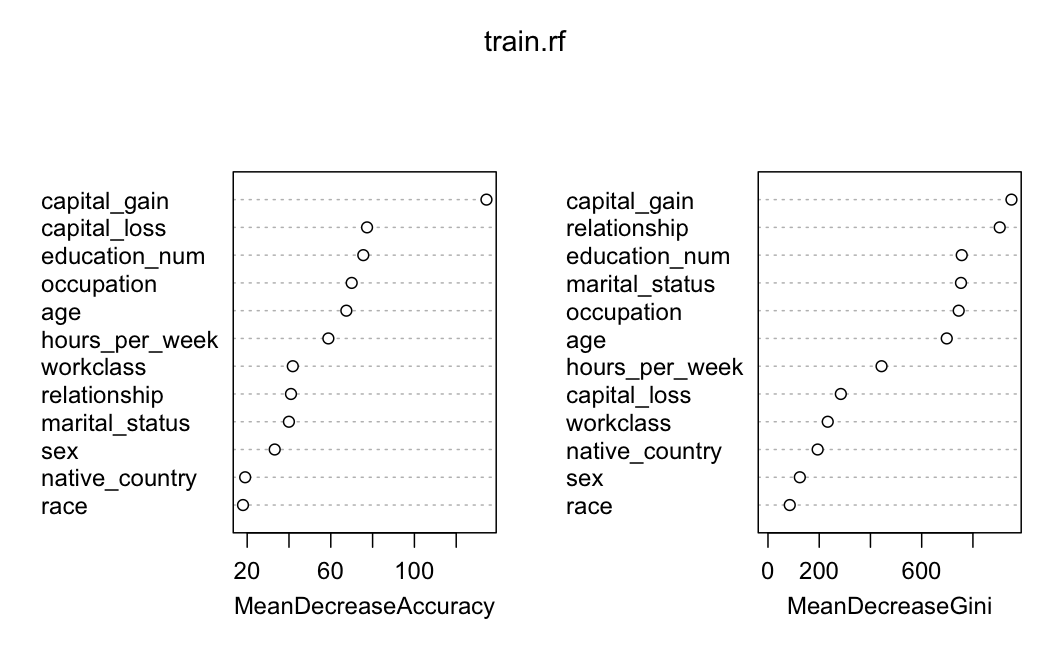 train.rf
capital_gain
capital_loss
education_num
occupation
age
hours_per_week
workclass
relationship
marital_status
sex
native_country
race
20 60 100
MeanDecreaseAccuracy
capital_gain
relationship
education_num
marital_status
occupation
age
hours_per_week
capital_loss
workclass
native_country
sex
race
0 200 600
MeanDecreaseGini